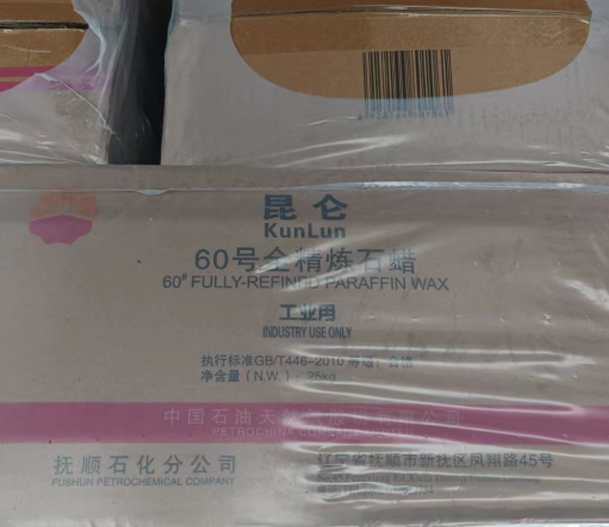 昆仑
KunLun
60号全精炼石蜡
60# FULLY-REFINED PARAFFIN WAX
工业用
INDUSTRY USE ONLY
执行标准GB/T446-2010 等级：合格
净含量（N.W.）：25kg
中国石油天然气股份有限公司
PETROCHINA COMPANY LIMITED
抚顺石化分公司
FUSHUN PETROCHEMICAL COMPANY
辽宁省抚顺市新抚区凤翔路45号